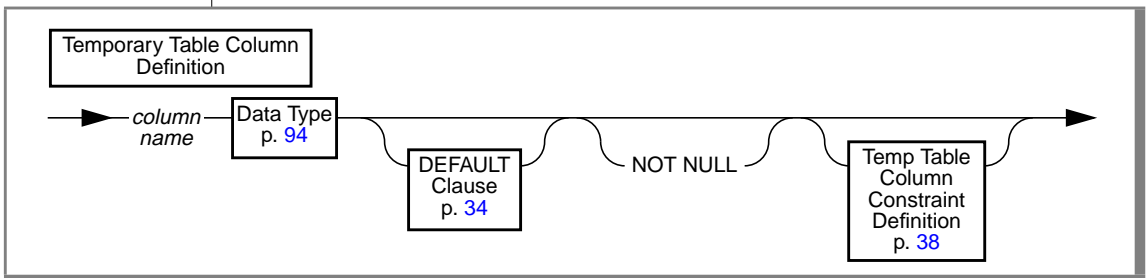 Temporary Table Column
Definition
column
name
Data Type
p. 94
DEFAULT
Clause
p. 34
NOT NULL
Temp Table
Column
Constraint
Definition
p. 38